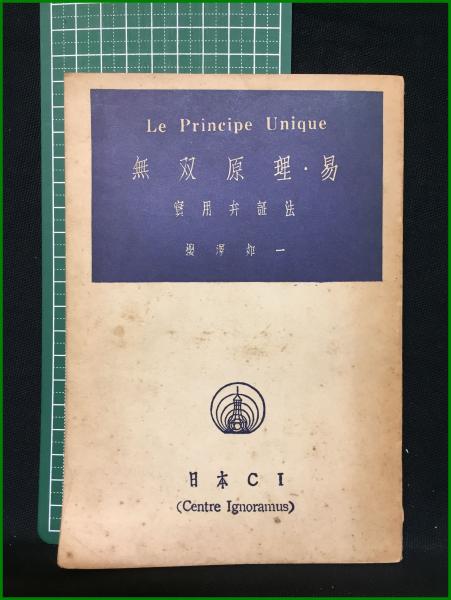 Le Principe Unique
無双原理・易
實用弁証法
櫻澤如一
日本CI
(Centre Ignoramus)